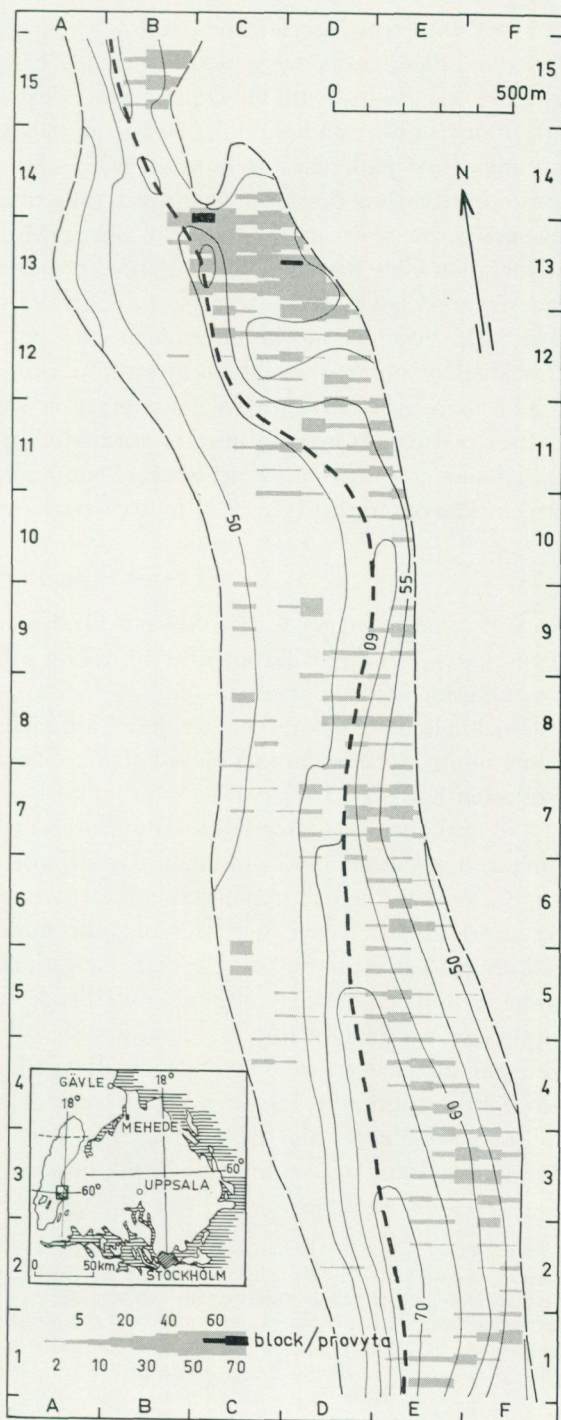 A B C D E F
15 15
0 500m
14 14
N
13 13
12 12
11 11
50
10 10
55
9 9
60
8 8
7 7
6 6
50
5 5
4 4
60
GÄVLE 18°
18° MEHEDE
3 60° 3
60° UPPSALA
2 2
0 50km STOCKHOLM
70
5 20 40 60
block/provyta
1 2 10 30 50 70 1
A B C D E F